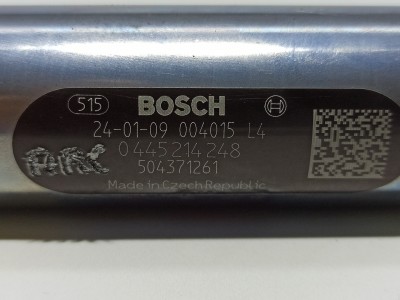 515 BOSCH
24-01-09 004015 L4
0445214248
504371261
Made in Czech Republic